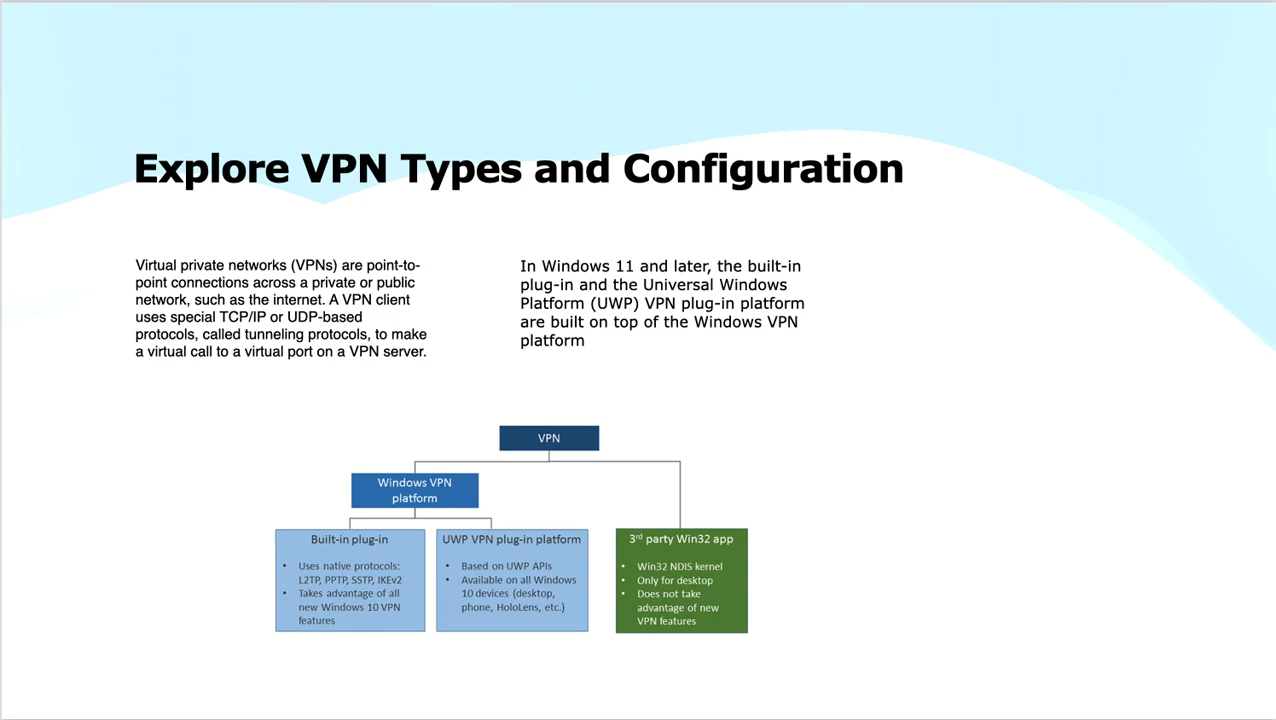 Explore VPN Types and Configuration
Virtual private networks (VPNs) are point-to-
point connections across a private or public
network, such as the internet. A VPN client
uses special TCP/IP or UDP-based
protocols, called tunneling protocols, to make
a virtual call to a virtual port on a VPN server.
In Windows 11 and later, the built-in
plug-in and the Universal Windows
Platform (UWP) VPN plug-in platform
are built on top of the Windows VPN
platform
VPN
Windows VPN
platform
Built-in plug-in
• Uses native protocols:
L2TP, PPTP, SSTP, IKEv2
• Takes advantage of all
new Windows 10 VPN
features
UWP VPN plug-in platform
• Based on UWP APIs
• Available on all Windows
10 devices (desktop,
phone, HoloLens, etc.)
3rd party Win32 app
• Win32 NDIS kernel
• Only for desktop
• Does not take
advantage of new
VPN features